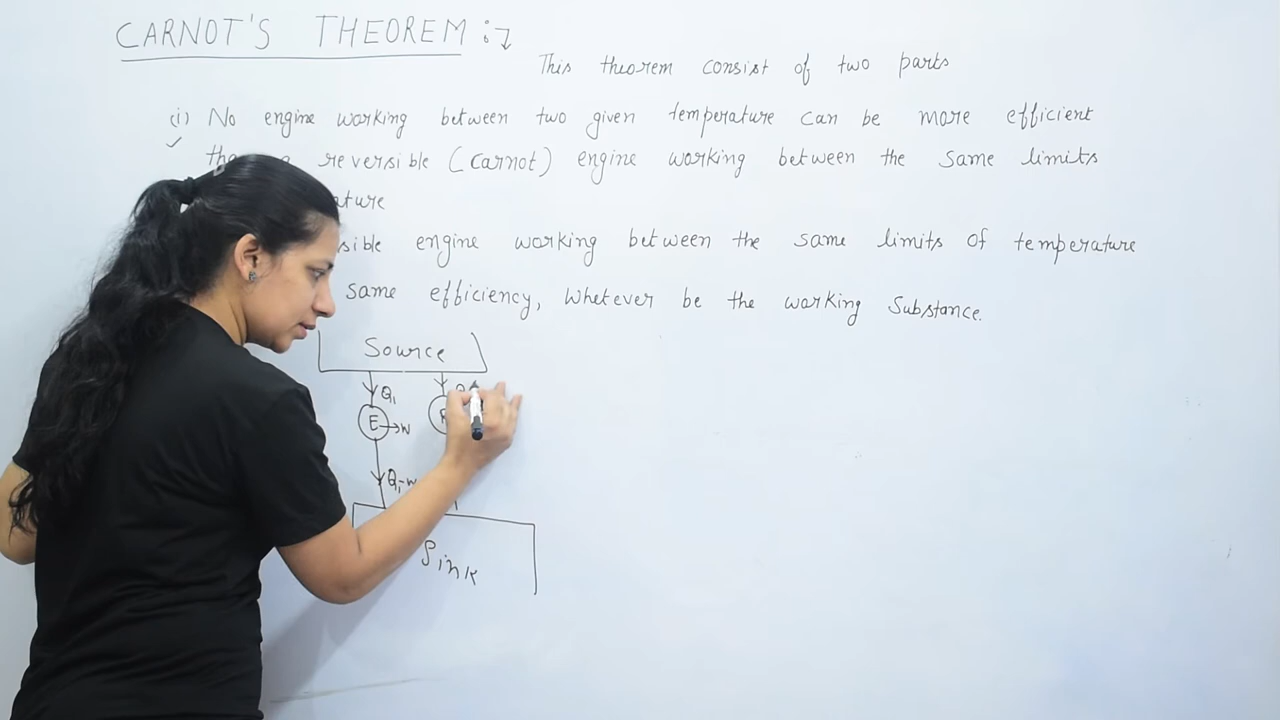 CARNOT'S THEOREM :
This theorem consist of two parts
(i) No engine working between two given temperature can be more efficient
reversible (Carnot) engine working between the same limits
engine working between the same limits of temperature
same efficiency, whatever be the working substance.
Source
Q1
E → W
Q1-W
Sink